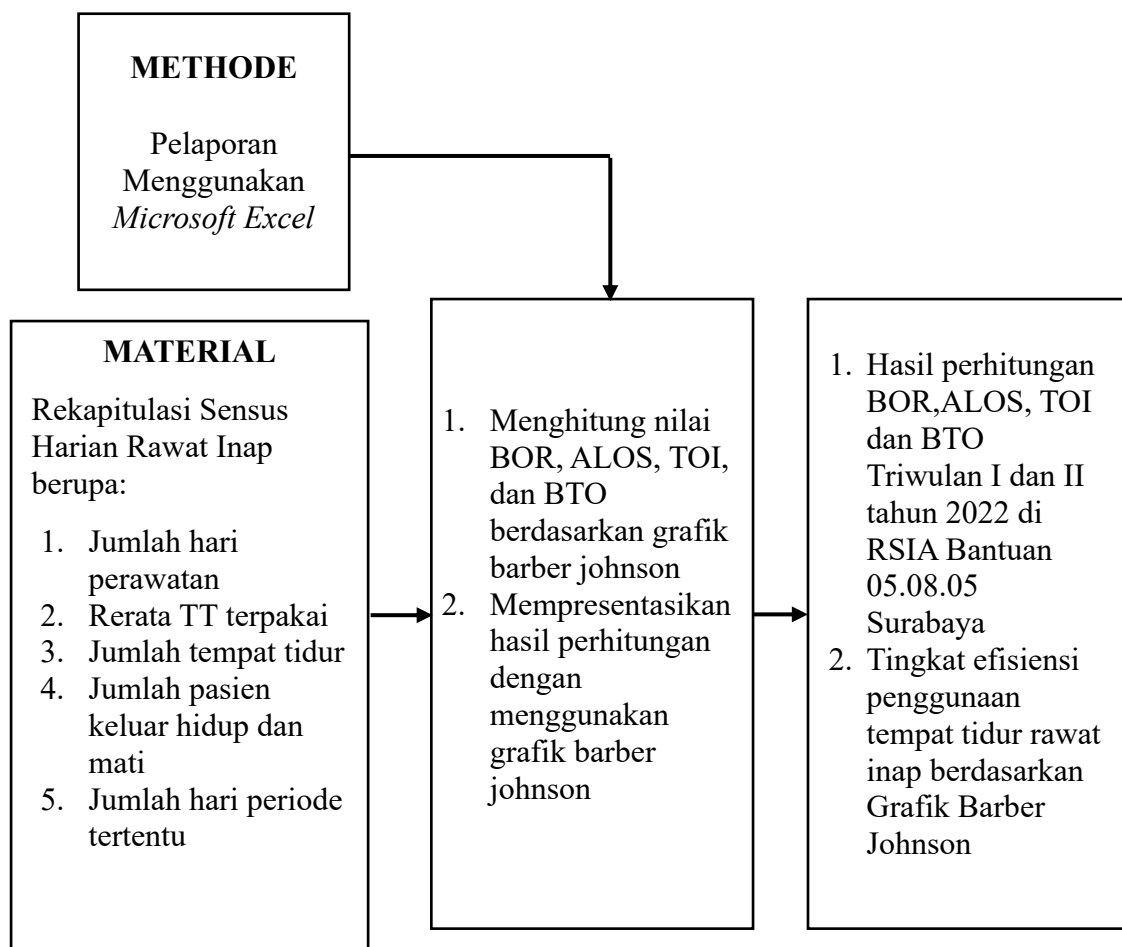 METHODE
Pelaporan
Menggunakan
Microsoft Excel
MATERIAL
Rekapitulasi Sensus
Harian Rawat Inap
berupa:
1. Jumlah hari
perawatan
2. Rerata TT terpakai
3. Jumlah tempat tidur
4. Jumlah pasien
keluar hidup dan
mati
5. Jumlah hari periode
tertentu
1. Menghitung nilai
BOR, ALOS, TOI,
dan BTO
berdasarkan grafik
barber johnson
2. Mempresentasikan
hasil perhitungan
dengan
menggunakan
grafik barber
johnson
1. Hasil perhitungan
BOR,ALOS, TOI
dan BTO
Triwulan I dan II
tahun 2022 di
RSIA Bantuan
05.08.05
Surabaya
2. Tingkat efisiensi
penggunaan
tempat tidur rawat
inap berdasarkan
Grafik Barber
Johnson